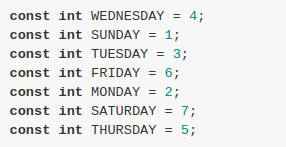 const int WEDNESDAY = 4;
const int SUNDAY = 1;
const int TUESDAY = 3;
const int FRIDAY = 6;
const int MONDAY = 2;
const int SATURDAY = 7;
const int THURSDAY = 5;